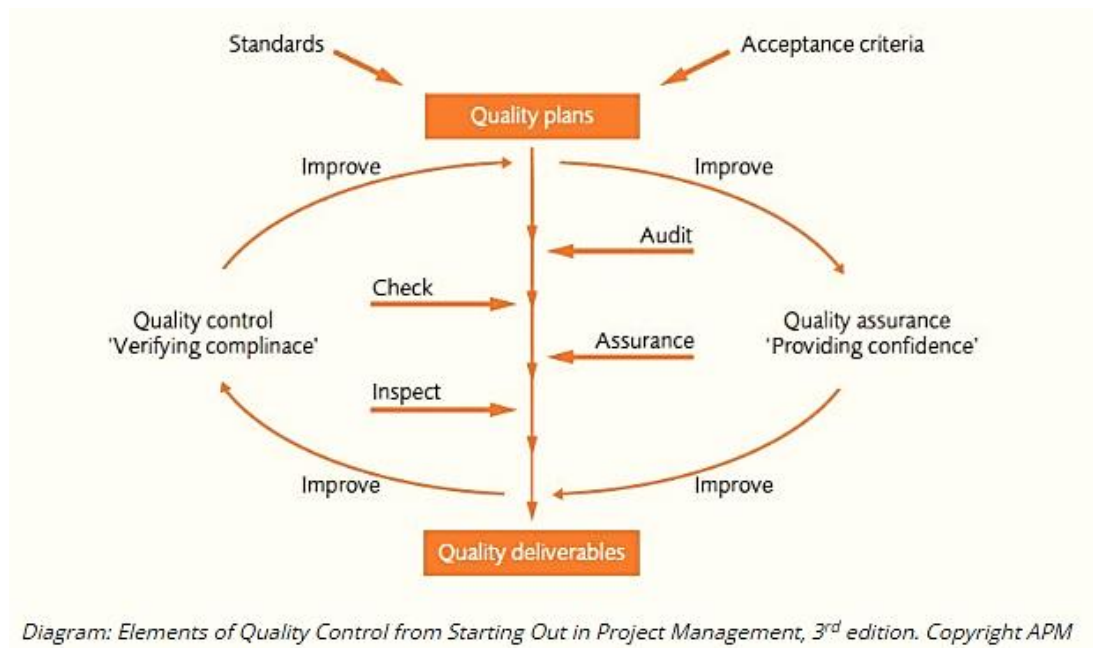 Standards
Acceptance criteria
Quality plans
Improve
Improve
Audit
Check
Quality control
'Verifying complinace'
Quality assurance
'Providing confidence'
Assurance
Inspect
Improve
Improve
Quality deliverables
Diagram: Elements of Quality Control from Starting Out in Project Management, 3rd edition. Copyright APM